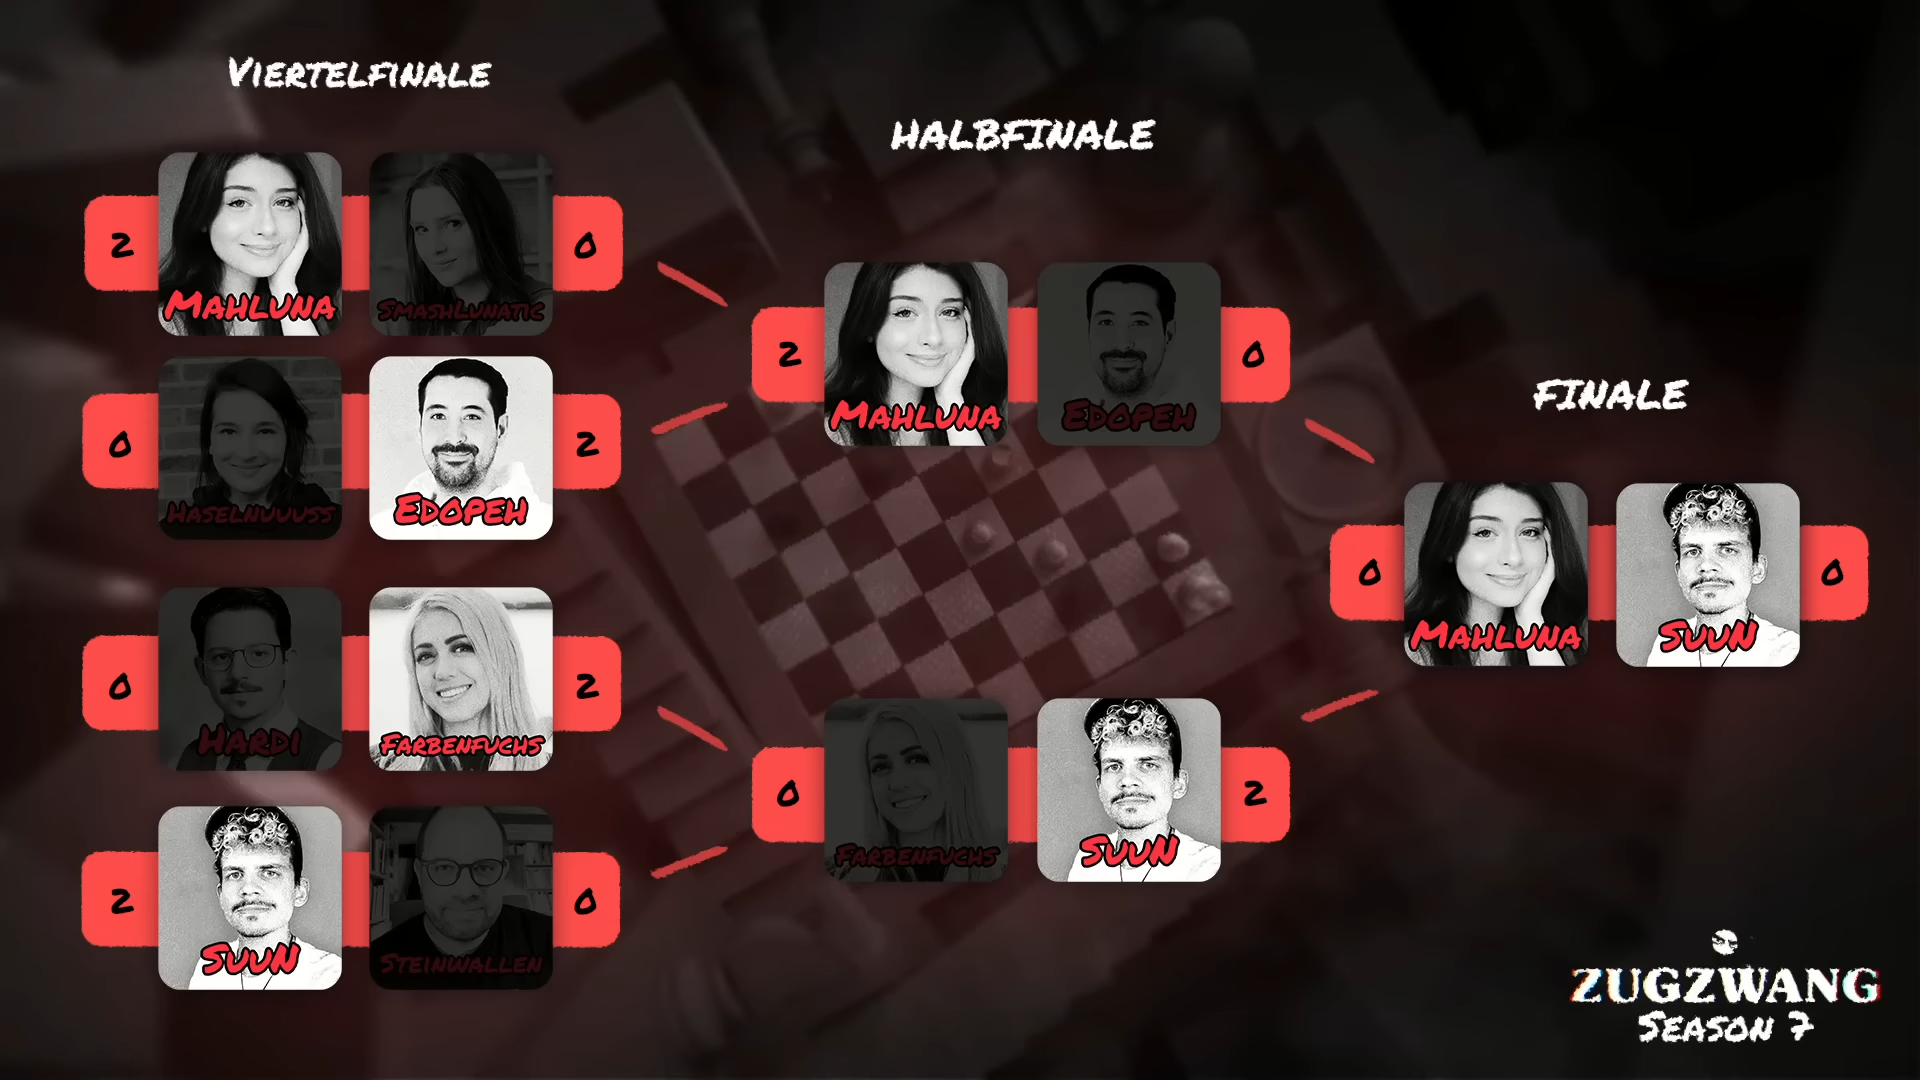 Viertelfinale
2 Mahluna SmashLunatic 0
0 Haselnuuuss Edopeh 2
0 Hardi Farbenfuchs 2
2 SuuN Steinwallen 0
Halbfinale
2 Mahluna Edopeh 0
0 Farbenfuchs SuuN 2
Finale
0 Mahluna SuuN 0
ZUGZWANG
Season 7